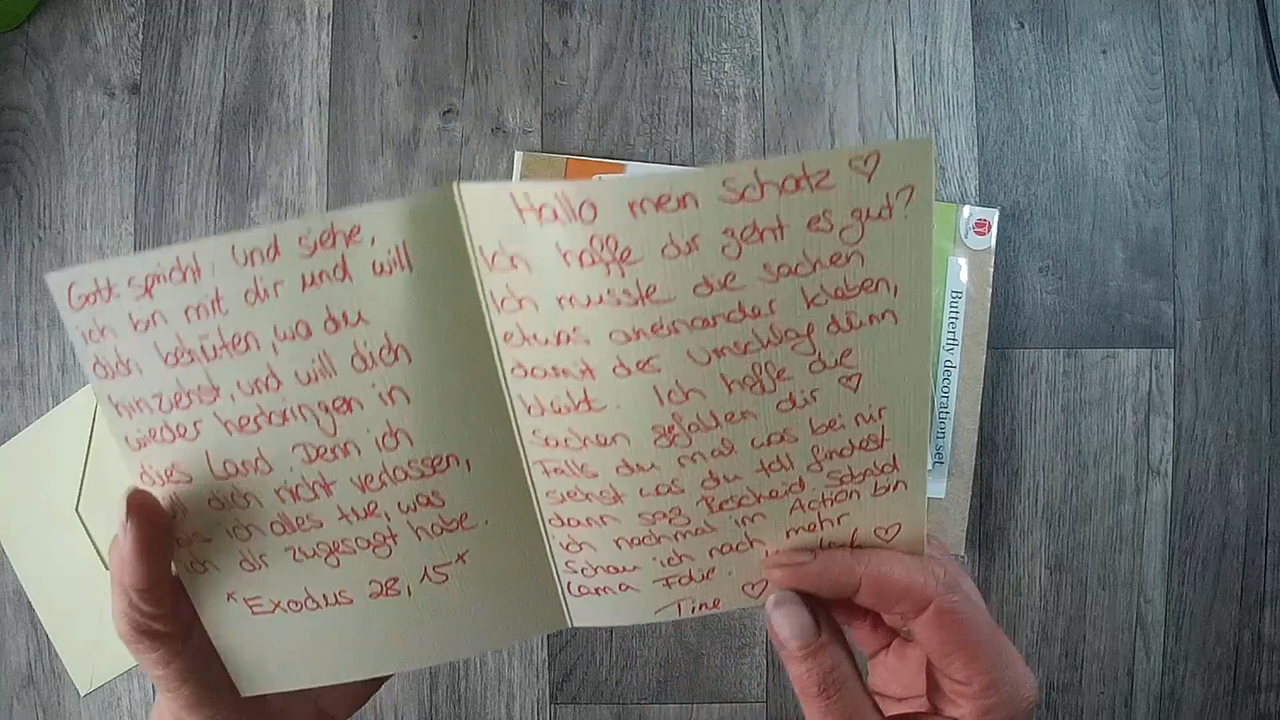 Gott spricht: Und siehe,
ich bin mit dir und will
dich behüten, wo du
hinziehst, und will dich
wieder herbringen in
dies Land. Denn ich
dich nicht verlassen,
ich alles tue, was
ich dir zugesagt habe.
*Exodus 28, 15*
Hallo mein Schatz ♡
Ich hoffe dir geht es gut?
Ich musste die sachen
etwas aneinander kleben,
damit der Umschlag dünn
bleibt. Ich hoffe die
Sachen gefallen dir ♡
Falls du mal was bei mir
siehst was du toll findest
dann sag Bescheid. Sobald
ich nochmal im Action bin
schau ich nach mehr
Lama Folie. ♡
Tine ♡
Butterfly decoration set